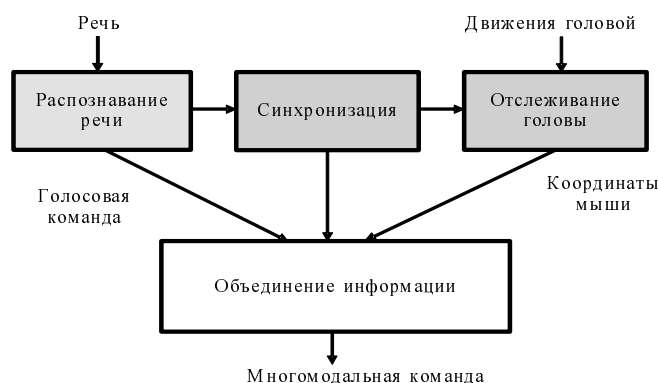 Речь
Движения головой
Распознавание
речи
Синхронизация
Отслеживание
головы
Голосовая
команда
Координаты
мыши
Объединение информации
Многомодальная команда